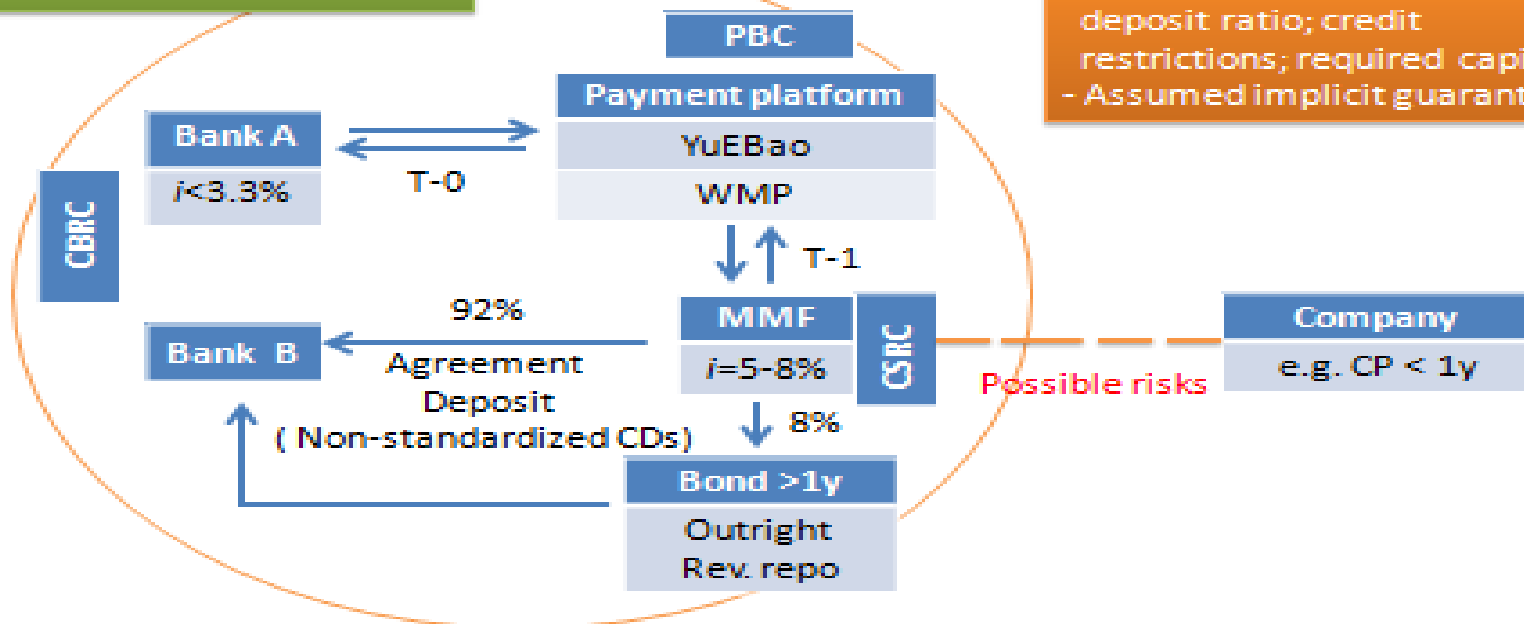 deposit ratio; credit
restrictions; required capi
- Assumed implicit guarant
PBC
Payment platform
YuEBao
WMP
Bank A
i<3.3%
T-0
CBRC
T-1
92%
MMF
i=5-8%
CSRC
Company
e.g. CP < 1y
Possible risks
Bank B
Agreement
Deposit
( Non-standardized CDs)
8%
Bond >1y
Outright
Rev. repo